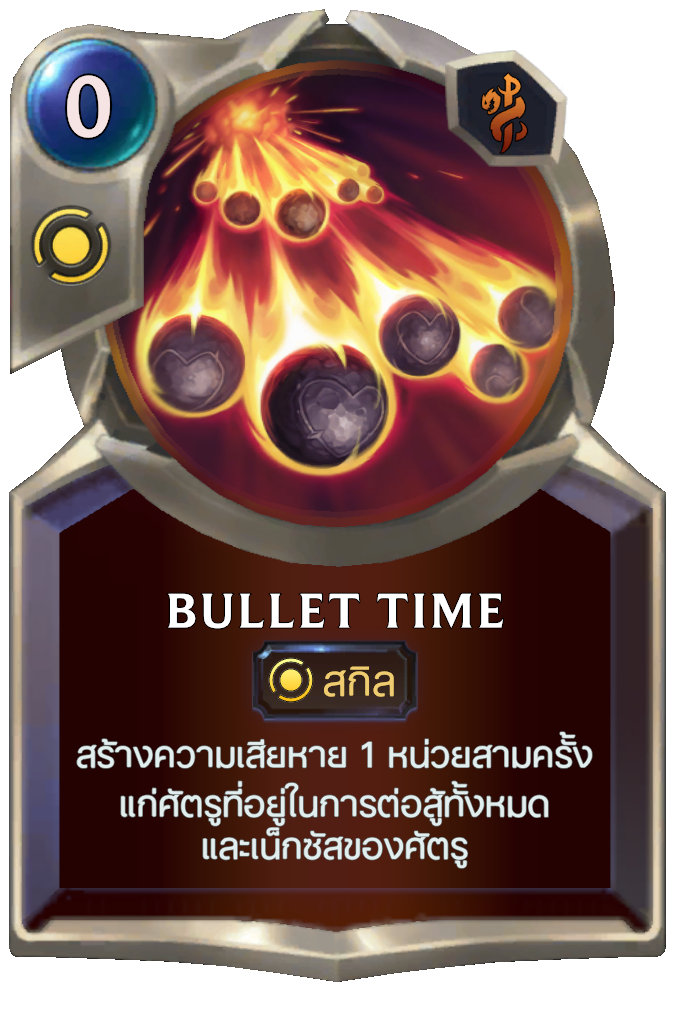 0
BULLET TIME
สกิล
สร้างความเสียหาย 1 หน่วยสามครั้ง
แก่ศัตรูที่อยู่ในการต่อสู้ทั้งหมด
และเน็กซัสของศัตรู